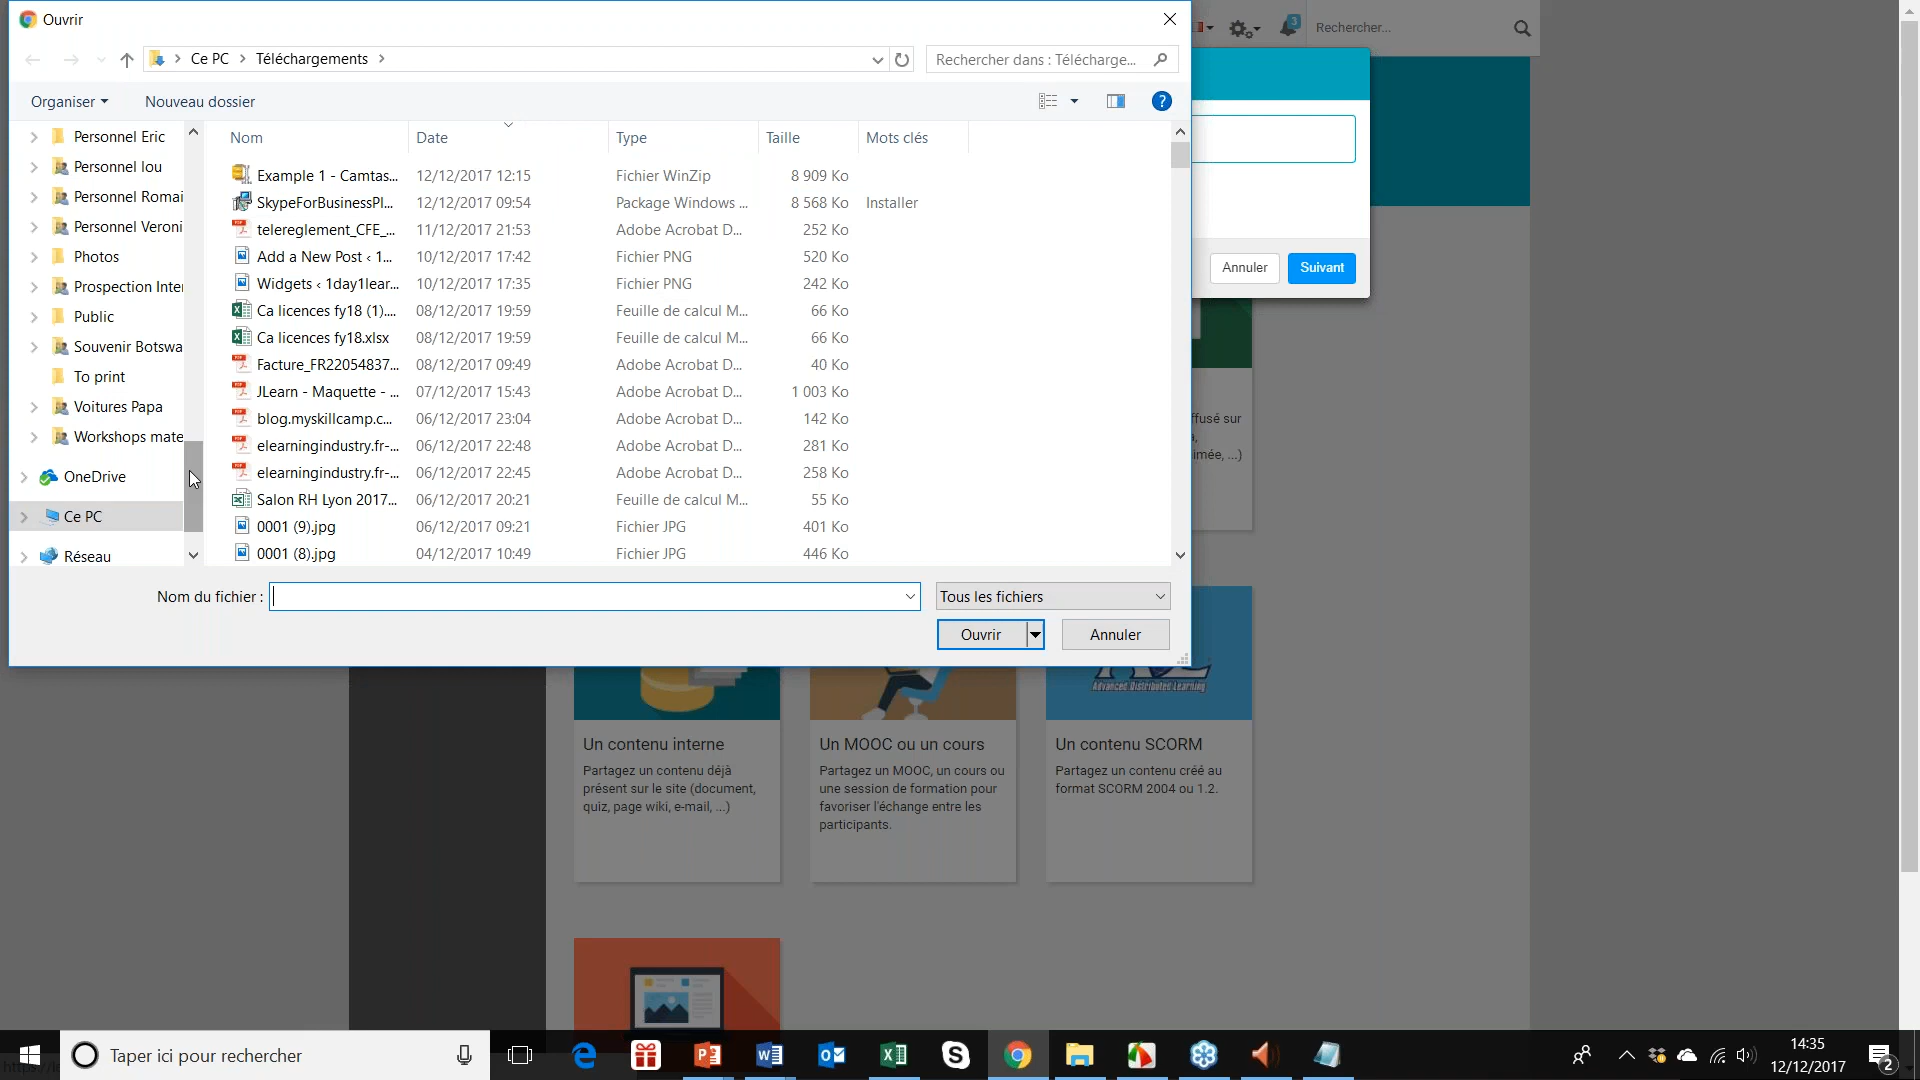 Ouvrir
Ce PC
Téléchargements
Rechercher dans : Télécharge...
Organiser
Nouveau dossier
Nom
Date
Type
Taille
Mots clés
Personnel Eric
Personnel lou
Personnel Romai
Personnel Veroni
Photos
Prospection Inter
Public
Souvenir Botswa
To print
Voitures Papa
Workshops mate
OneDrive
Ce PC
Réseau
Example 1 - Camtas... 12/12/2017 12:15 Fichier WinZip 8 909 Ko
SkypeForBusinessPl... 12/12/2017 09:54 Package Windows ... 8 568 Ko Installer
telereglement_CFE_... 11/12/2017 21:53 Adobe Acrobat D... 252 Ko
Add a New Post ‹ 1... 10/12/2017 17:42 Fichier PNG 520 Ko
Widgets ‹ 1day1lear... 10/12/2017 17:35 Fichier PNG 242 Ko
Ca licences fy18 (1).... 08/12/2017 19:59 Feuille de calcul M... 66 Ko
Ca licences fy18.xlsx 08/12/2017 19:59 Feuille de calcul M... 66 Ko
Facture_FR22054837... 08/12/2017 09:49 Adobe Acrobat D... 40 Ko
JLearn - Maquette - ... 07/12/2017 15:43 Adobe Acrobat D... 1 003 Ko
blog.myskillcamp.c... 06/12/2017 23:04 Adobe Acrobat D... 142 Ko
elearningindustry.fr-... 06/12/2017 22:48 Adobe Acrobat D... 281 Ko
elearningindustry.fr-... 06/12/2017 22:45 Adobe Acrobat D... 258 Ko
Salon RH Lyon 2017... 06/12/2017 20:21 Feuille de calcul M... 55 Ko
0001 (9).jpg 06/12/2017 09:21 Fichier JPG 401 Ko
0001 (8).jpg 04/12/2017 10:49 Fichier JPG 446 Ko
Nom du fichier :
Tous les fichiers
Ouvrir
Annuler
3
Rechercher...
Annuler
Suivant
ffusé sur
imée, ...)
Advanced Distributed Learning
Un contenu interne
Partagez un contenu déjà
présent sur le site (document,
quiz, page wiki, e-mail, ...)
Un MOOC ou un cours
Partagez un MOOC, un cours ou
une session de formation pour
favoriser l'échange entre les
participants.
Un contenu SCORM
Partagez un contenu créé au
format SCORM 2004 ou 1.2.
Taper ici pour rechercher
14:35
12/12/2017
2